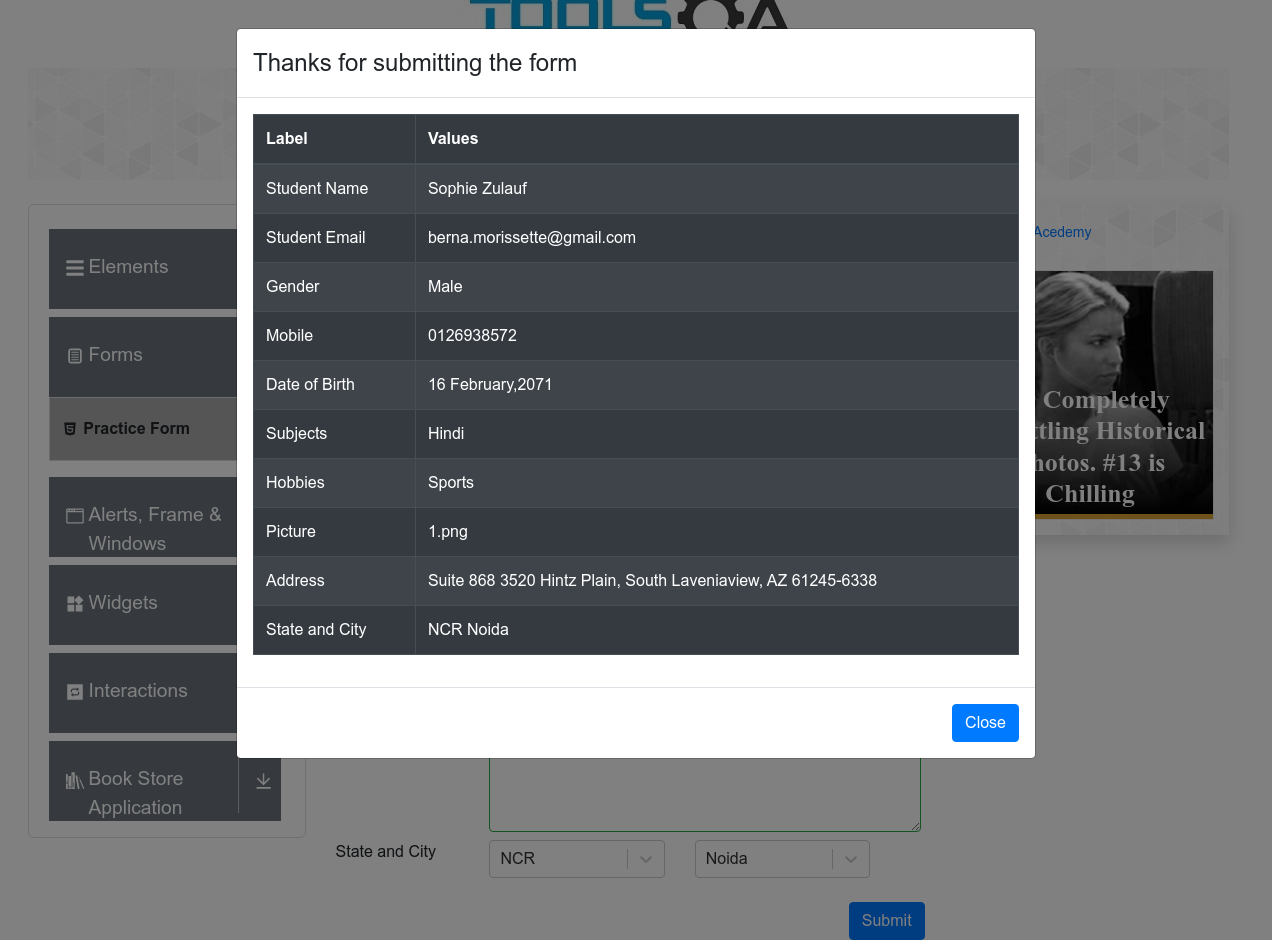 TOOLSQA
Thanks for submitting the form
Label Values
Student Name Sophie Zulauf
Student Email berna.morissette@gmail.com
Gender Male
Mobile 0126938572
Date of Birth 16 February,2071
Subjects Hindi
Hobbies Sports
Picture 1.png
Address Suite 868 3520 Hintz Plain, South Laveniaview, AZ 61245-6338
State and City NCR Noida
Close
Elements
Forms
Practice Form
Alerts, Frame &
Windows
Widgets
Interactions
Book Store
Application
Acedemy
Completely
Historical
#13 is
Chilling
State and City NCR Noida
Submit